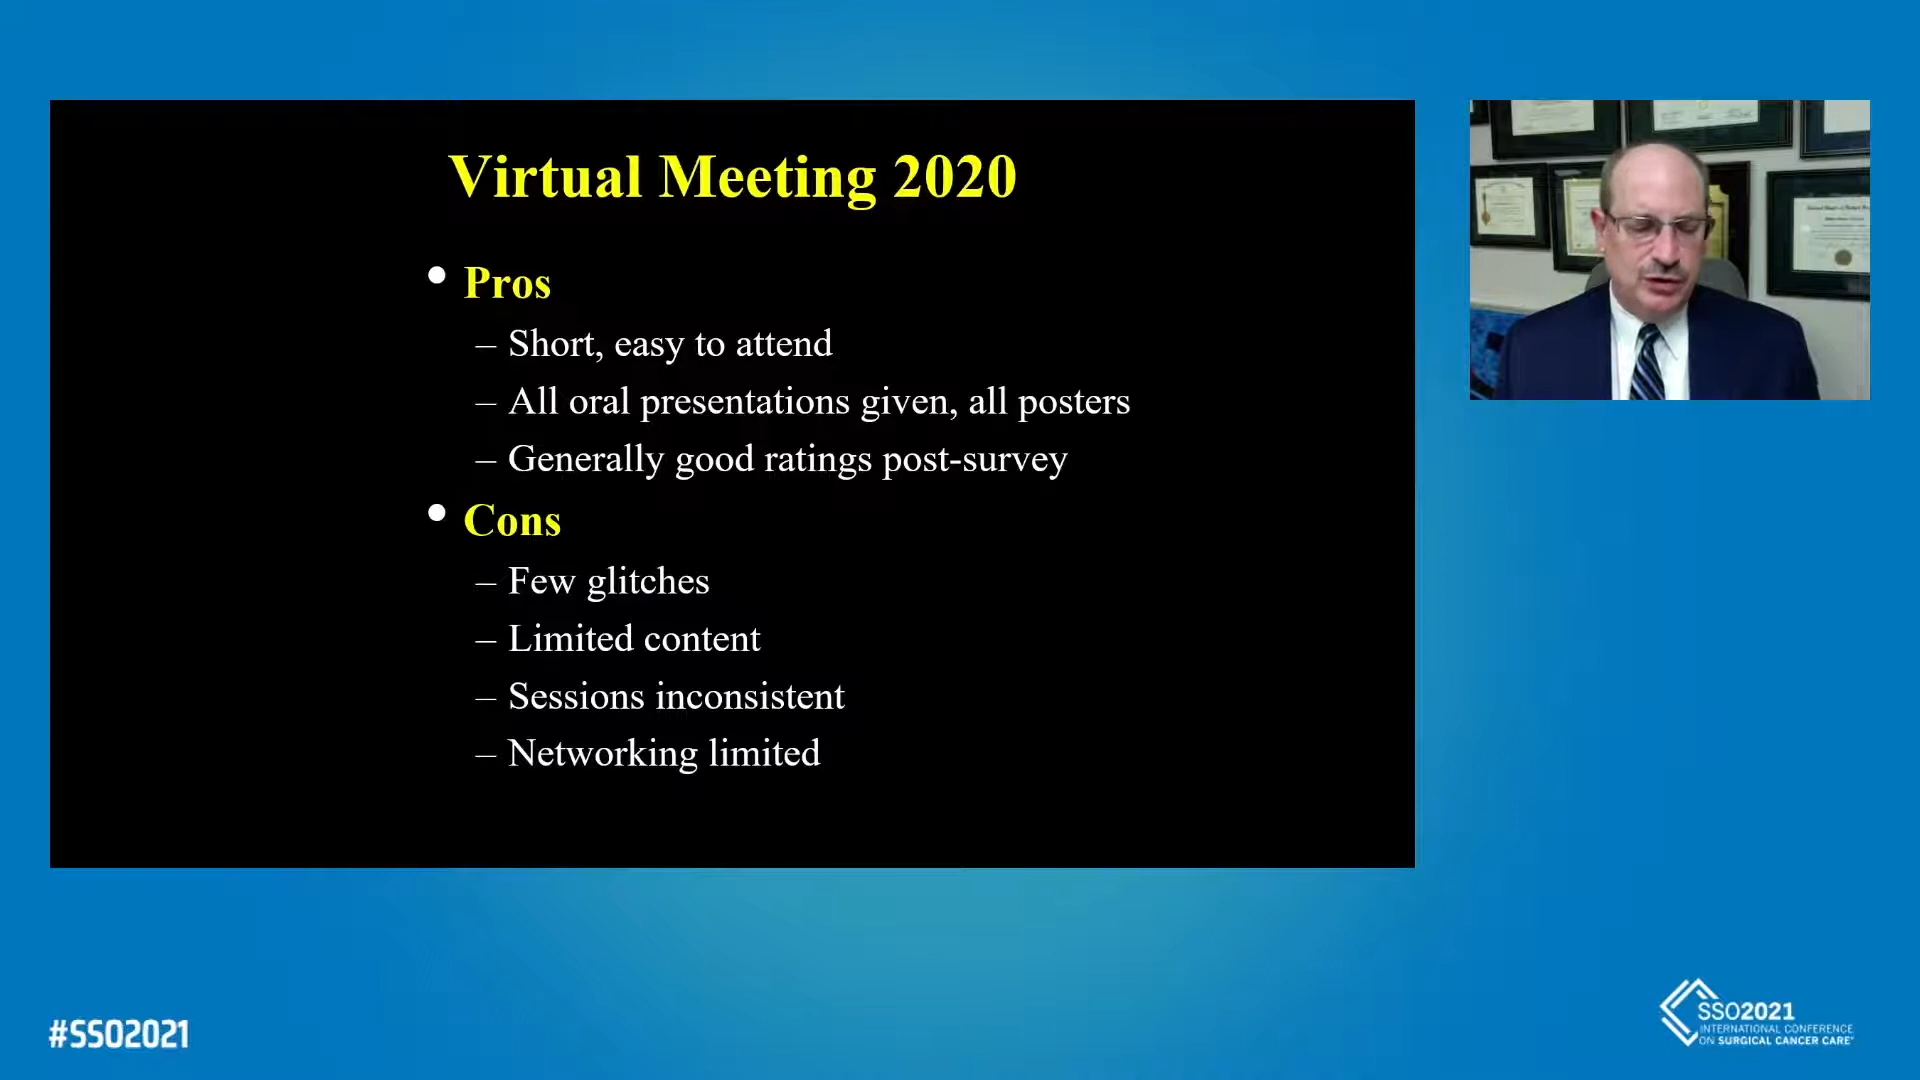 Virtual Meeting 2020
• Pros
– Short, easy to attend
– All oral presentations given, all posters
– Generally good ratings post-survey
• Cons
– Few glitches
– Limited content
– Sessions inconsistent
– Networking limited
#SSO2021
SSO2021
INTERNATIONAL CONFERENCE
ON SURGICAL CANCER CARE